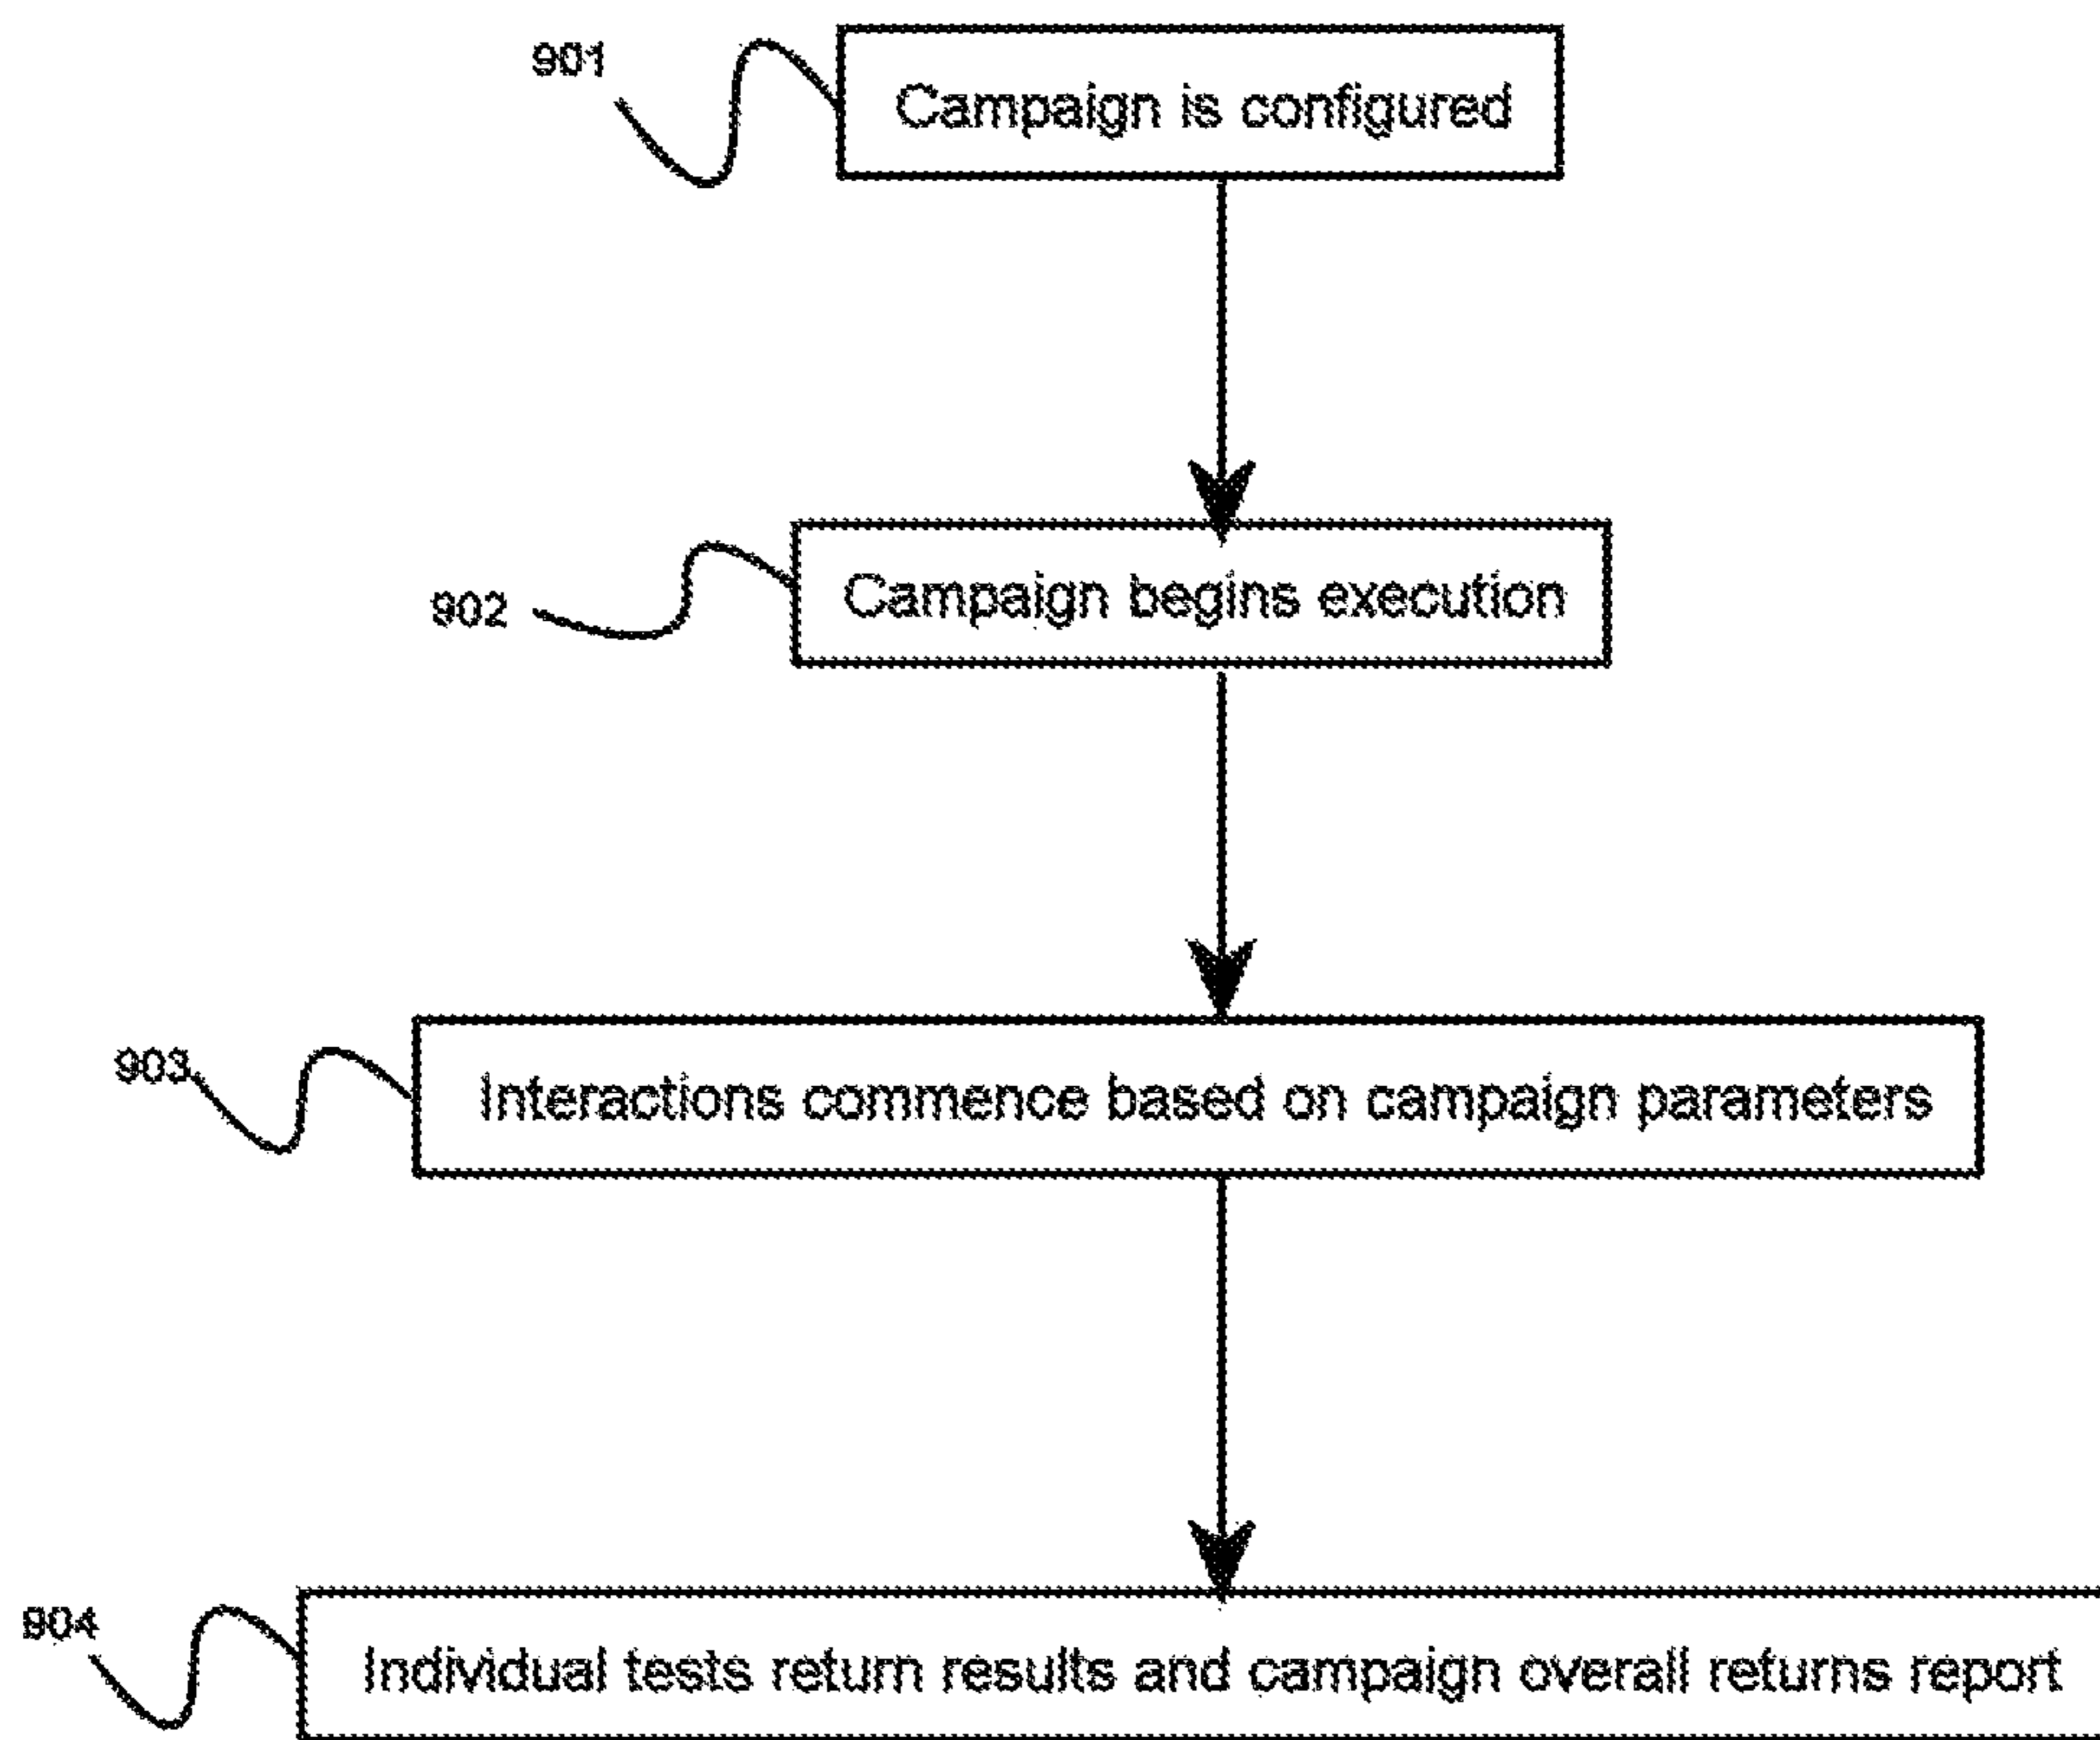 901
Campaign is configured
902
Campaign begins execution
903
Interactions commence based on campaign parameters
904
Individual tests return results and campaign overall returns report